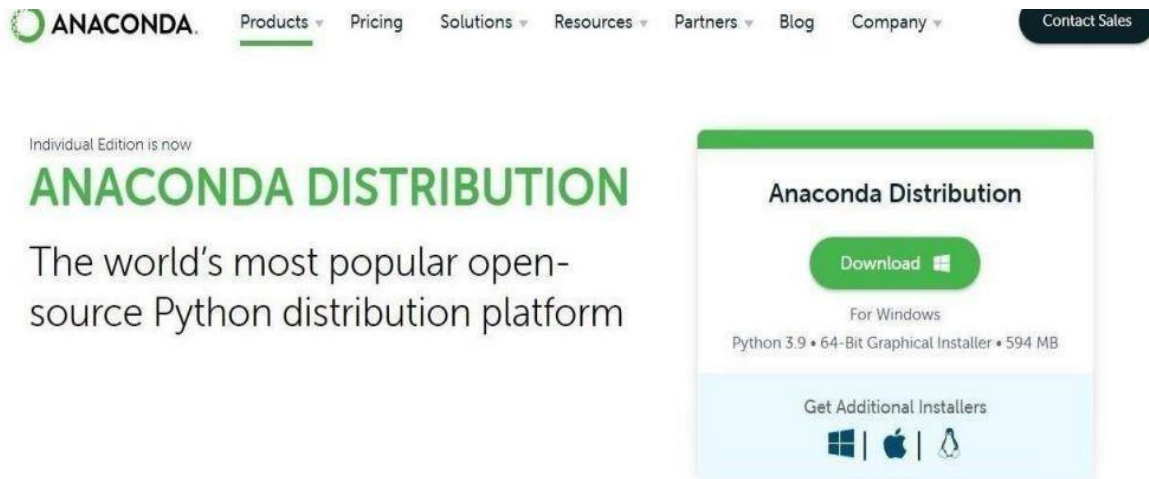 ANACONDA.
Products Pricing Solutions Resources Partners Blog Company Contact Sales
Individual Edition is now
ANACONDA DISTRIBUTION
The world's most popular open-
source Python distribution platform
Anaconda Distribution
Download
For Windows
Python 3.9 • 64-Bit Graphical Installer • 594 MB
Get Additional Installers